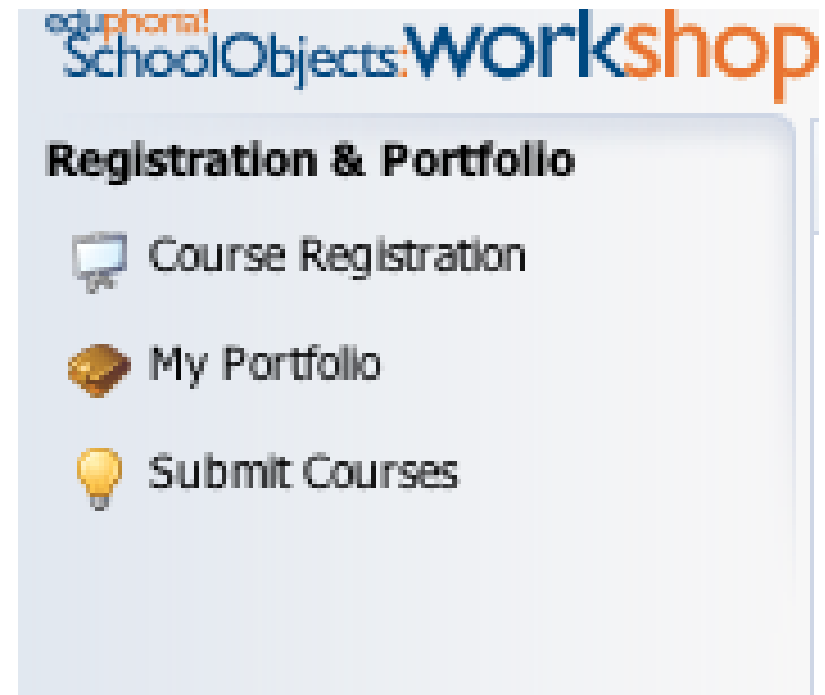 eduphoria!
SchoolObjects:workshop
Registration & Portfolio
Course Registration
My Portfolio
Submit Courses